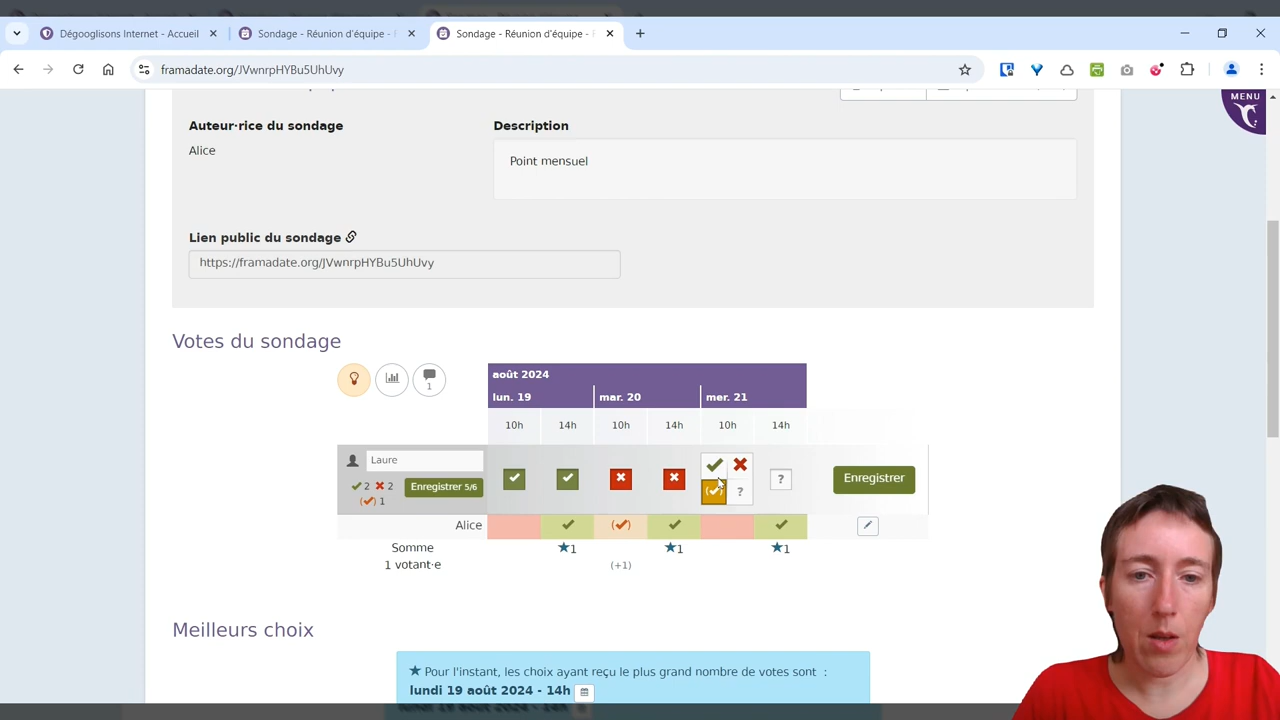 Dégooglisons Internet - Accueil
Sondage - Réunion d'équipe -
Sondage - Réunion d'équipe -
framadate.org/JVwnrpHYBu5UhUvy
MENU
Auteur·rice du sondage
Description
Alice
Point mensuel
Lien public du sondage
https://framadate.org/JVwnrpHYBu5UhUvy
Votes du sondage
1
août 2024
lun. 19 mar. 20 mer. 21
10h 14h 10h 14h 10h 14h
Laure
✔2 ✖2
(✔) 1
Enregistrer 5/6
?
?
Enregistrer
Alice
Somme
★1 ★1 ★1
1 votant·e
(+1)
Meilleurs choix
★ Pour l'instant, les choix ayant reçu le plus grand nombre de votes sont :
lundi 19 août 2024 - 14h